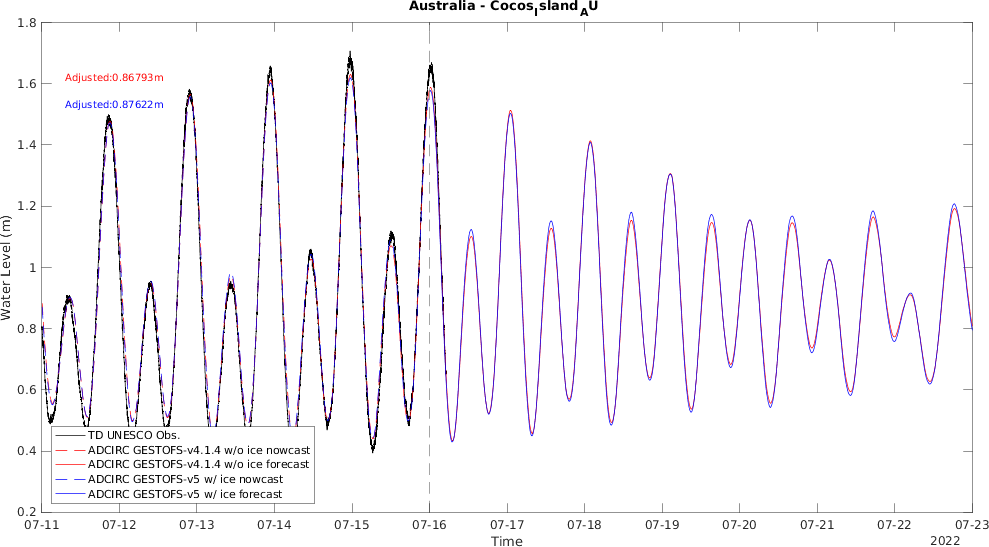 Australia - Cocos_Island_AU
1.8
1.6
1.4
1.2
1
0.8
0.6
0.4
0.2
Water Level (m)
Adjusted:0.86793m
Adjusted:0.87622m
TD UNESCO Obs.
ADCIRC GESTOFS-v4.1.4 w/o ice nowcast
ADCIRC GESTOFS-v4.1.4 w/o ice forecast
ADCIRC GESTOFS-v5 w/ ice nowcast
ADCIRC GESTOFS-v5 w/ ice forecast
07-11 07-12 07-13 07-14 07-15 07-16 07-17 07-18 07-19 07-20 07-21 07-22 07-23
Time
2022